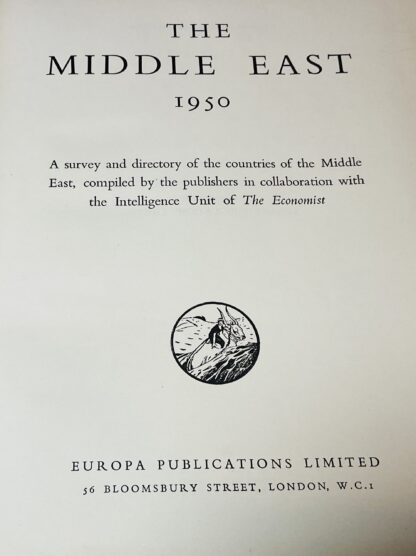 THE
MIDDLE EAST
1950
A survey and directory of the countries of the Middle
East, compiled by the publishers in collaboration with
the Intelligence Unit of The Economist
EUROPA PUBLICATIONS LIMITED
56 BLOOMSBURY STREET, LONDON, W.C.1